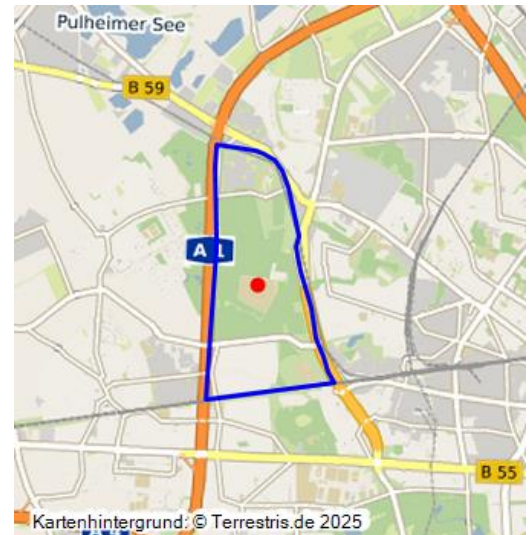 Pulheimer See
B 59
A 1
B 55
Kartenhintergrund: © Terrestris.de 2025